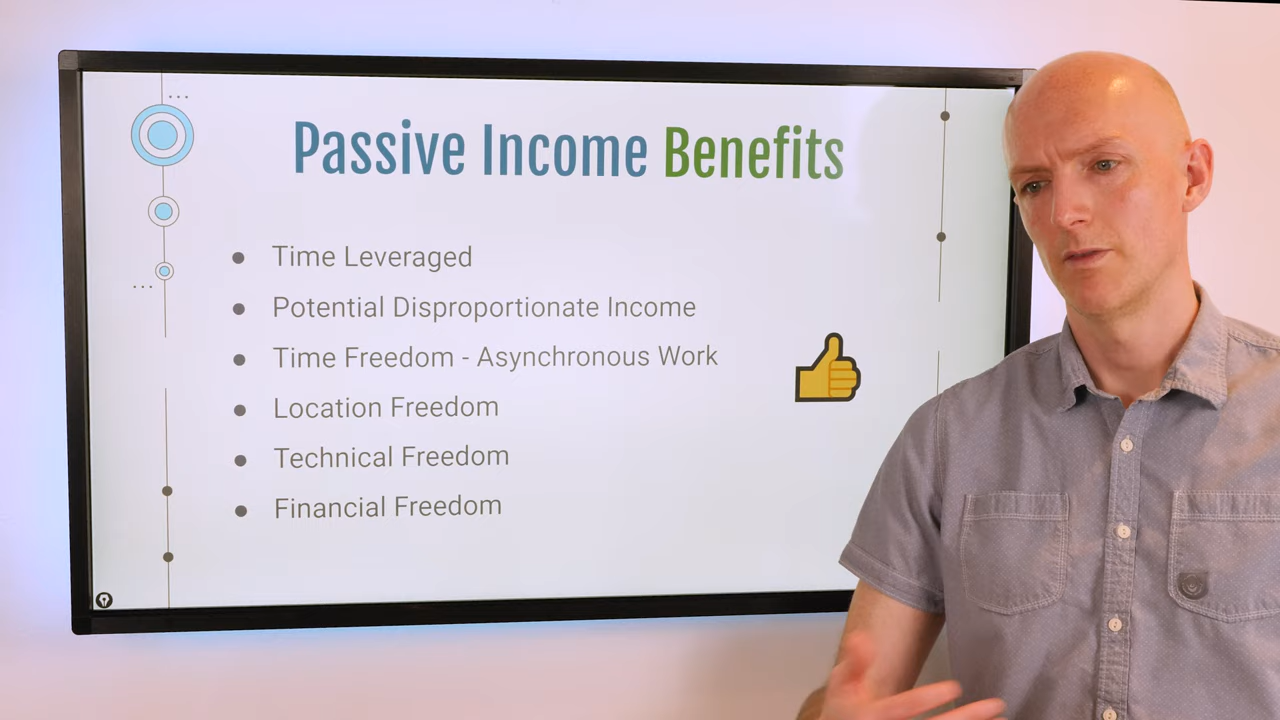 Passive Income Benefits
● Time Leveraged
● Potential Disproportionate Income
● Time Freedom - Asynchronous Work
● Location Freedom
● Technical Freedom
● Financial Freedom